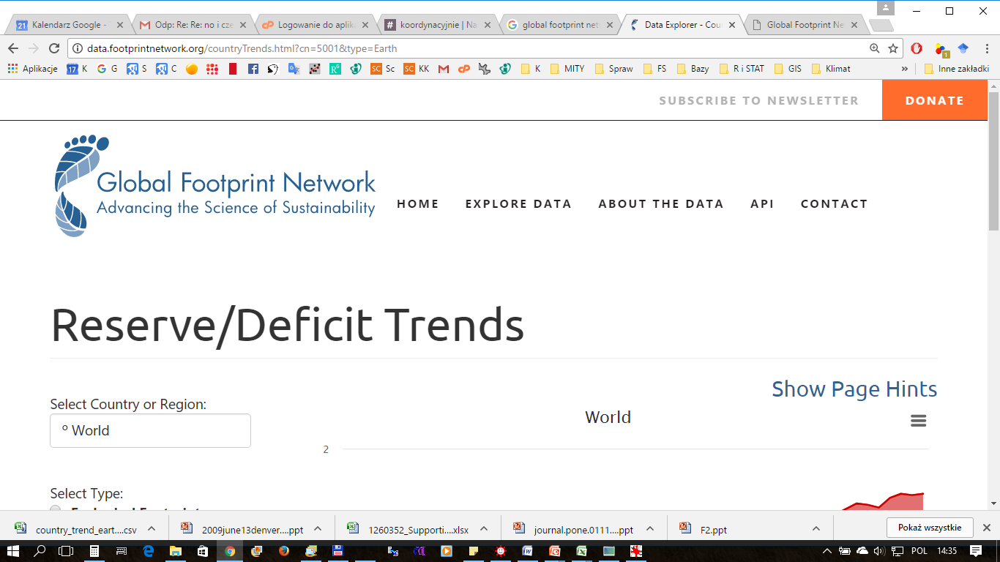 Kalendarz Google -
Odp: Re: Re: no i cze
Logowanie do aplik
koordynacyjnie | Na
global footprint net
Data Explorer - Cou
Global Footprint Ne
data.footprintnetwork.org/countryTrends.html?cn=5001&type=Earth
Aplikacje
17
K
G
S
C
Sc
KK
K
MITY
Spraw
FS
Bazy
R i STAT
GIS
Klimat
»
Inne zakładki
SUBSCRIBE TO NEWSLETTER
DONATE
Global Footprint Network
Advancing the Science of Sustainability
HOME
EXPLORE DATA
ABOUT THE DATA
API
CONTACT
Reserve/Deficit Trends
Show Page Hints
Select Country or Region:
º World
World
2
Select Type:
country_trend_eart....csv
2009june13denver....ppt
1260352_Supporti....xlsx
journal.pone.0111....ppt
F2.ppt
Pokaż wszystkie
POL
14:35